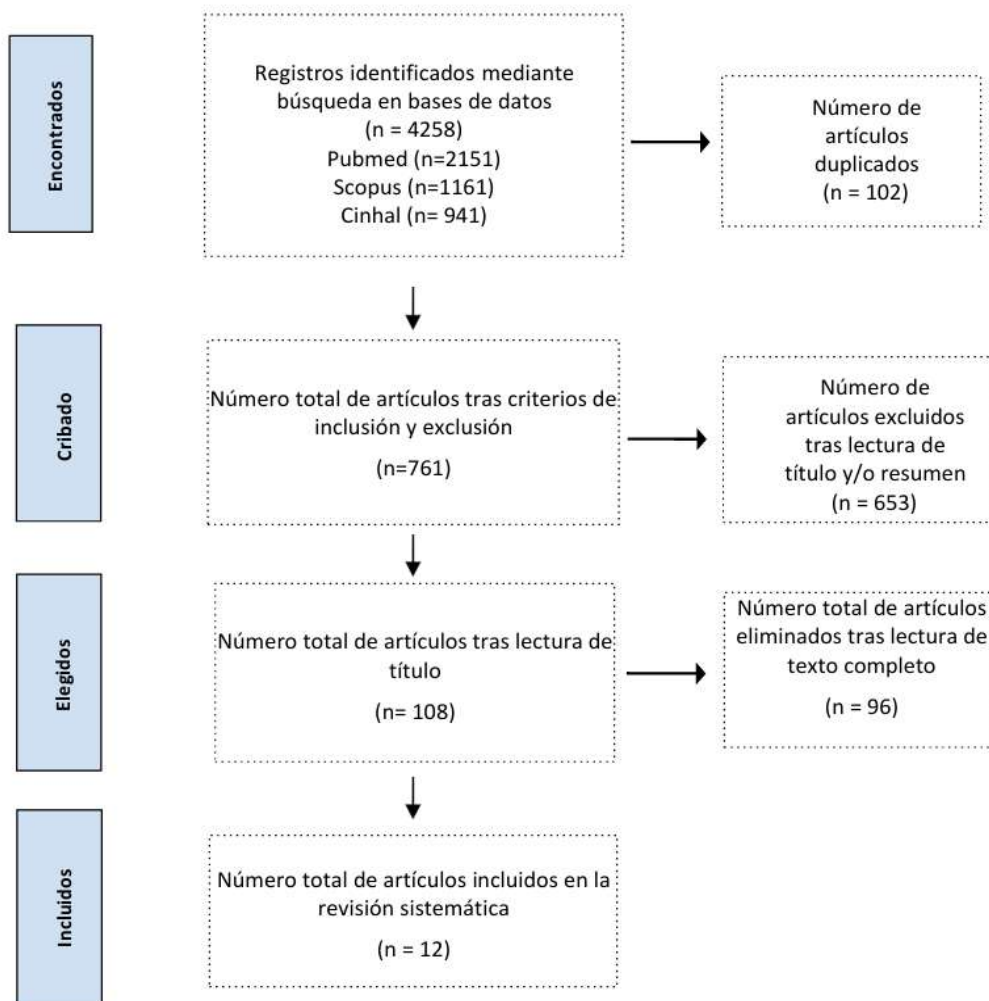 Encontrados
Registros identificados mediante
búsqueda en bases de datos
(n = 4258)
Pubmed (n=2151)
Scopus (n=1161)
Cinhal (n= 941)
Número de
artículos
duplicados
(n = 102)
Cribado
Número total de artículos tras criterios de
inclusión y exclusión
(n=761)
Número de
artículos excluidos
tras lectura de
título y/o resumen
(n = 653)
Elegidos
Número total de artículos tras lectura de
título
(n= 108)
Número total de artículos
eliminados tras lectura de
texto completo
(n = 96)
Incluidos
Número total de artículos incluidos en la
revisión sistemática
(n = 12)